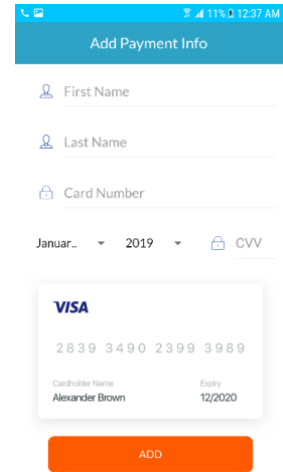 11% 12:37 AM
Add Payment Info
First Name
Last Name
Card Number
Januar.. 2019 CVV
VISA
2839 3490 2399 3989
Cardholder Name Expiry
Alexander Brown 12/2020
ADD